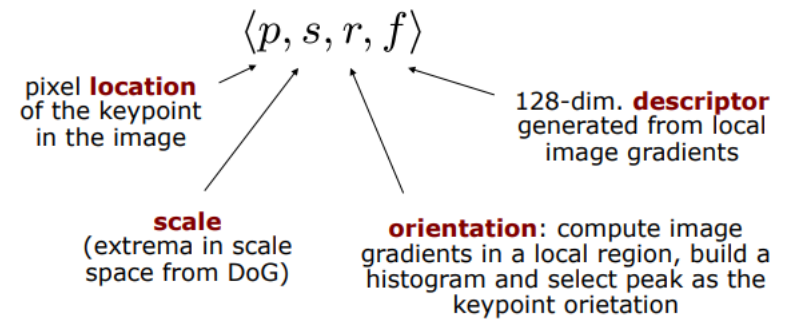 ⟨p, s, r, f⟩
pixel location
of the keypoint
in the image
128-dim. descriptor
generated from local
image gradients
scale
(extrema in scale
space from DoG)
orientation: compute image
gradients in a local region, build a
histogram and select peak as the
keypoint orietation